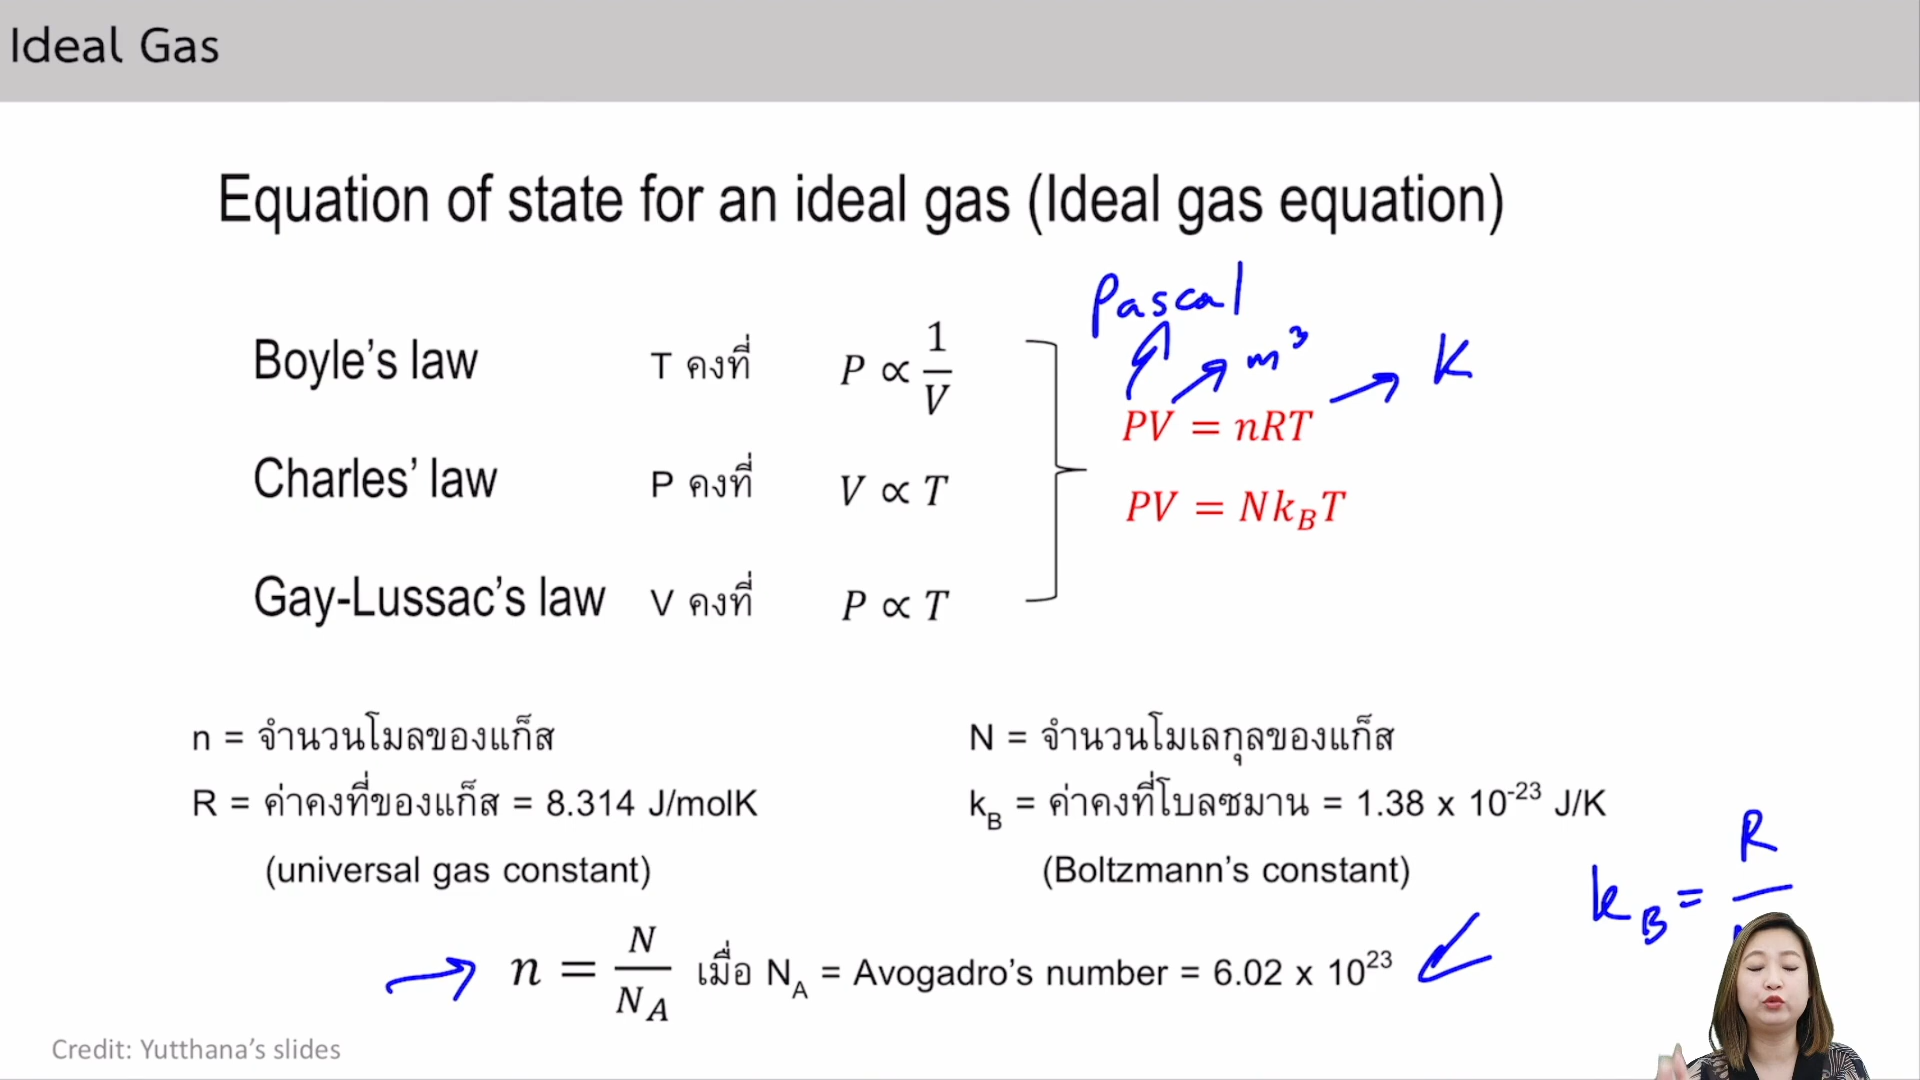 Ideal Gas
Equation of state for an ideal gas (Ideal gas equation)
Pascal
m³
K
Boyle's law T คงที่ P ∝ 1/V
PV = nRT
Charles' law P คงที่ V ∝ T
PV = Nk_BT
Gay-Lussac's law V คงที่ P ∝ T
n = จำนวนโมลของแก๊ส
N = จำนวนโมเลกุลของแก๊ส
R = ค่าคงที่ของแก๊ส = 8.314 J/molK
(universal gas constant)
k_B = ค่าคงที่โบลซมาน = 1.38 x 10⁻²³ J/K
(Boltzmann's constant)
k_B = R
n = N/N_A เมื่อ N_A = Avogadro's number = 6.02 x 10²³
Credit: Yutthana's slides